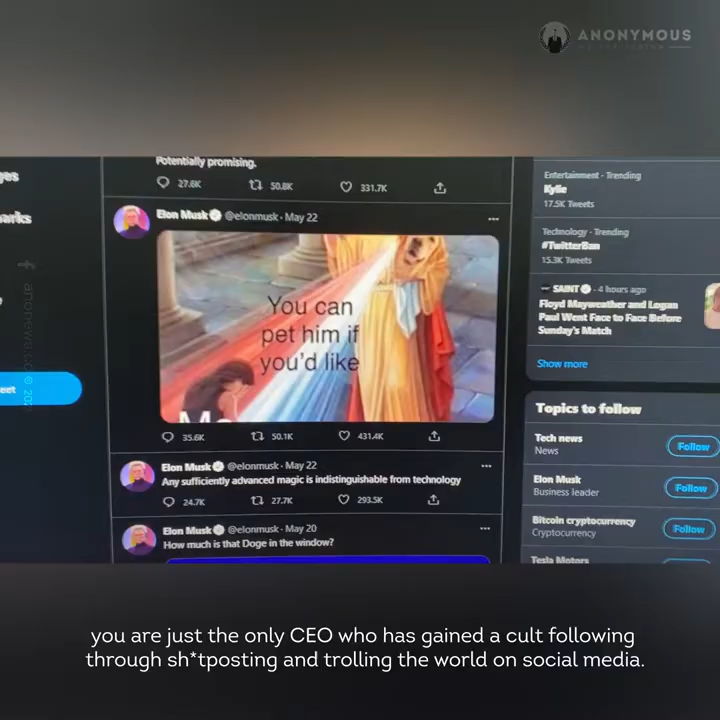 ANONYMOUS
Potentially promising.
27.6K 50.8K 331.7K
Elon Musk @elonmusk · May 22
You can
pet him if
you'd like
35.6K 50.1K 431.4K
Elon Musk @elonmusk · May 22
Any sufficiently advanced magic is indistinguishable from technology
24.7K 27.7K 293.5K
Elon Musk @elonmusk · May 20
How much is that Doge in the window?
Entertainment · Trending
Kylie
17.5K Tweets
Technology · Trending
#TwitterBan
15.3K Tweets
SAINT · 4 hours ago
Floyd Mayweather and Logan
Paul Went Face to Face Before
Sunday's Match
Show more
Topics to follow
Tech news
News
Follow
Elon Musk
Business leader
Follow
Bitcoin cryptocurrency
Cryptocurrency
Follow
Tesla Motors
you are just the only CEO who has gained a cult following
through sh*tposting and trolling the world on social media.